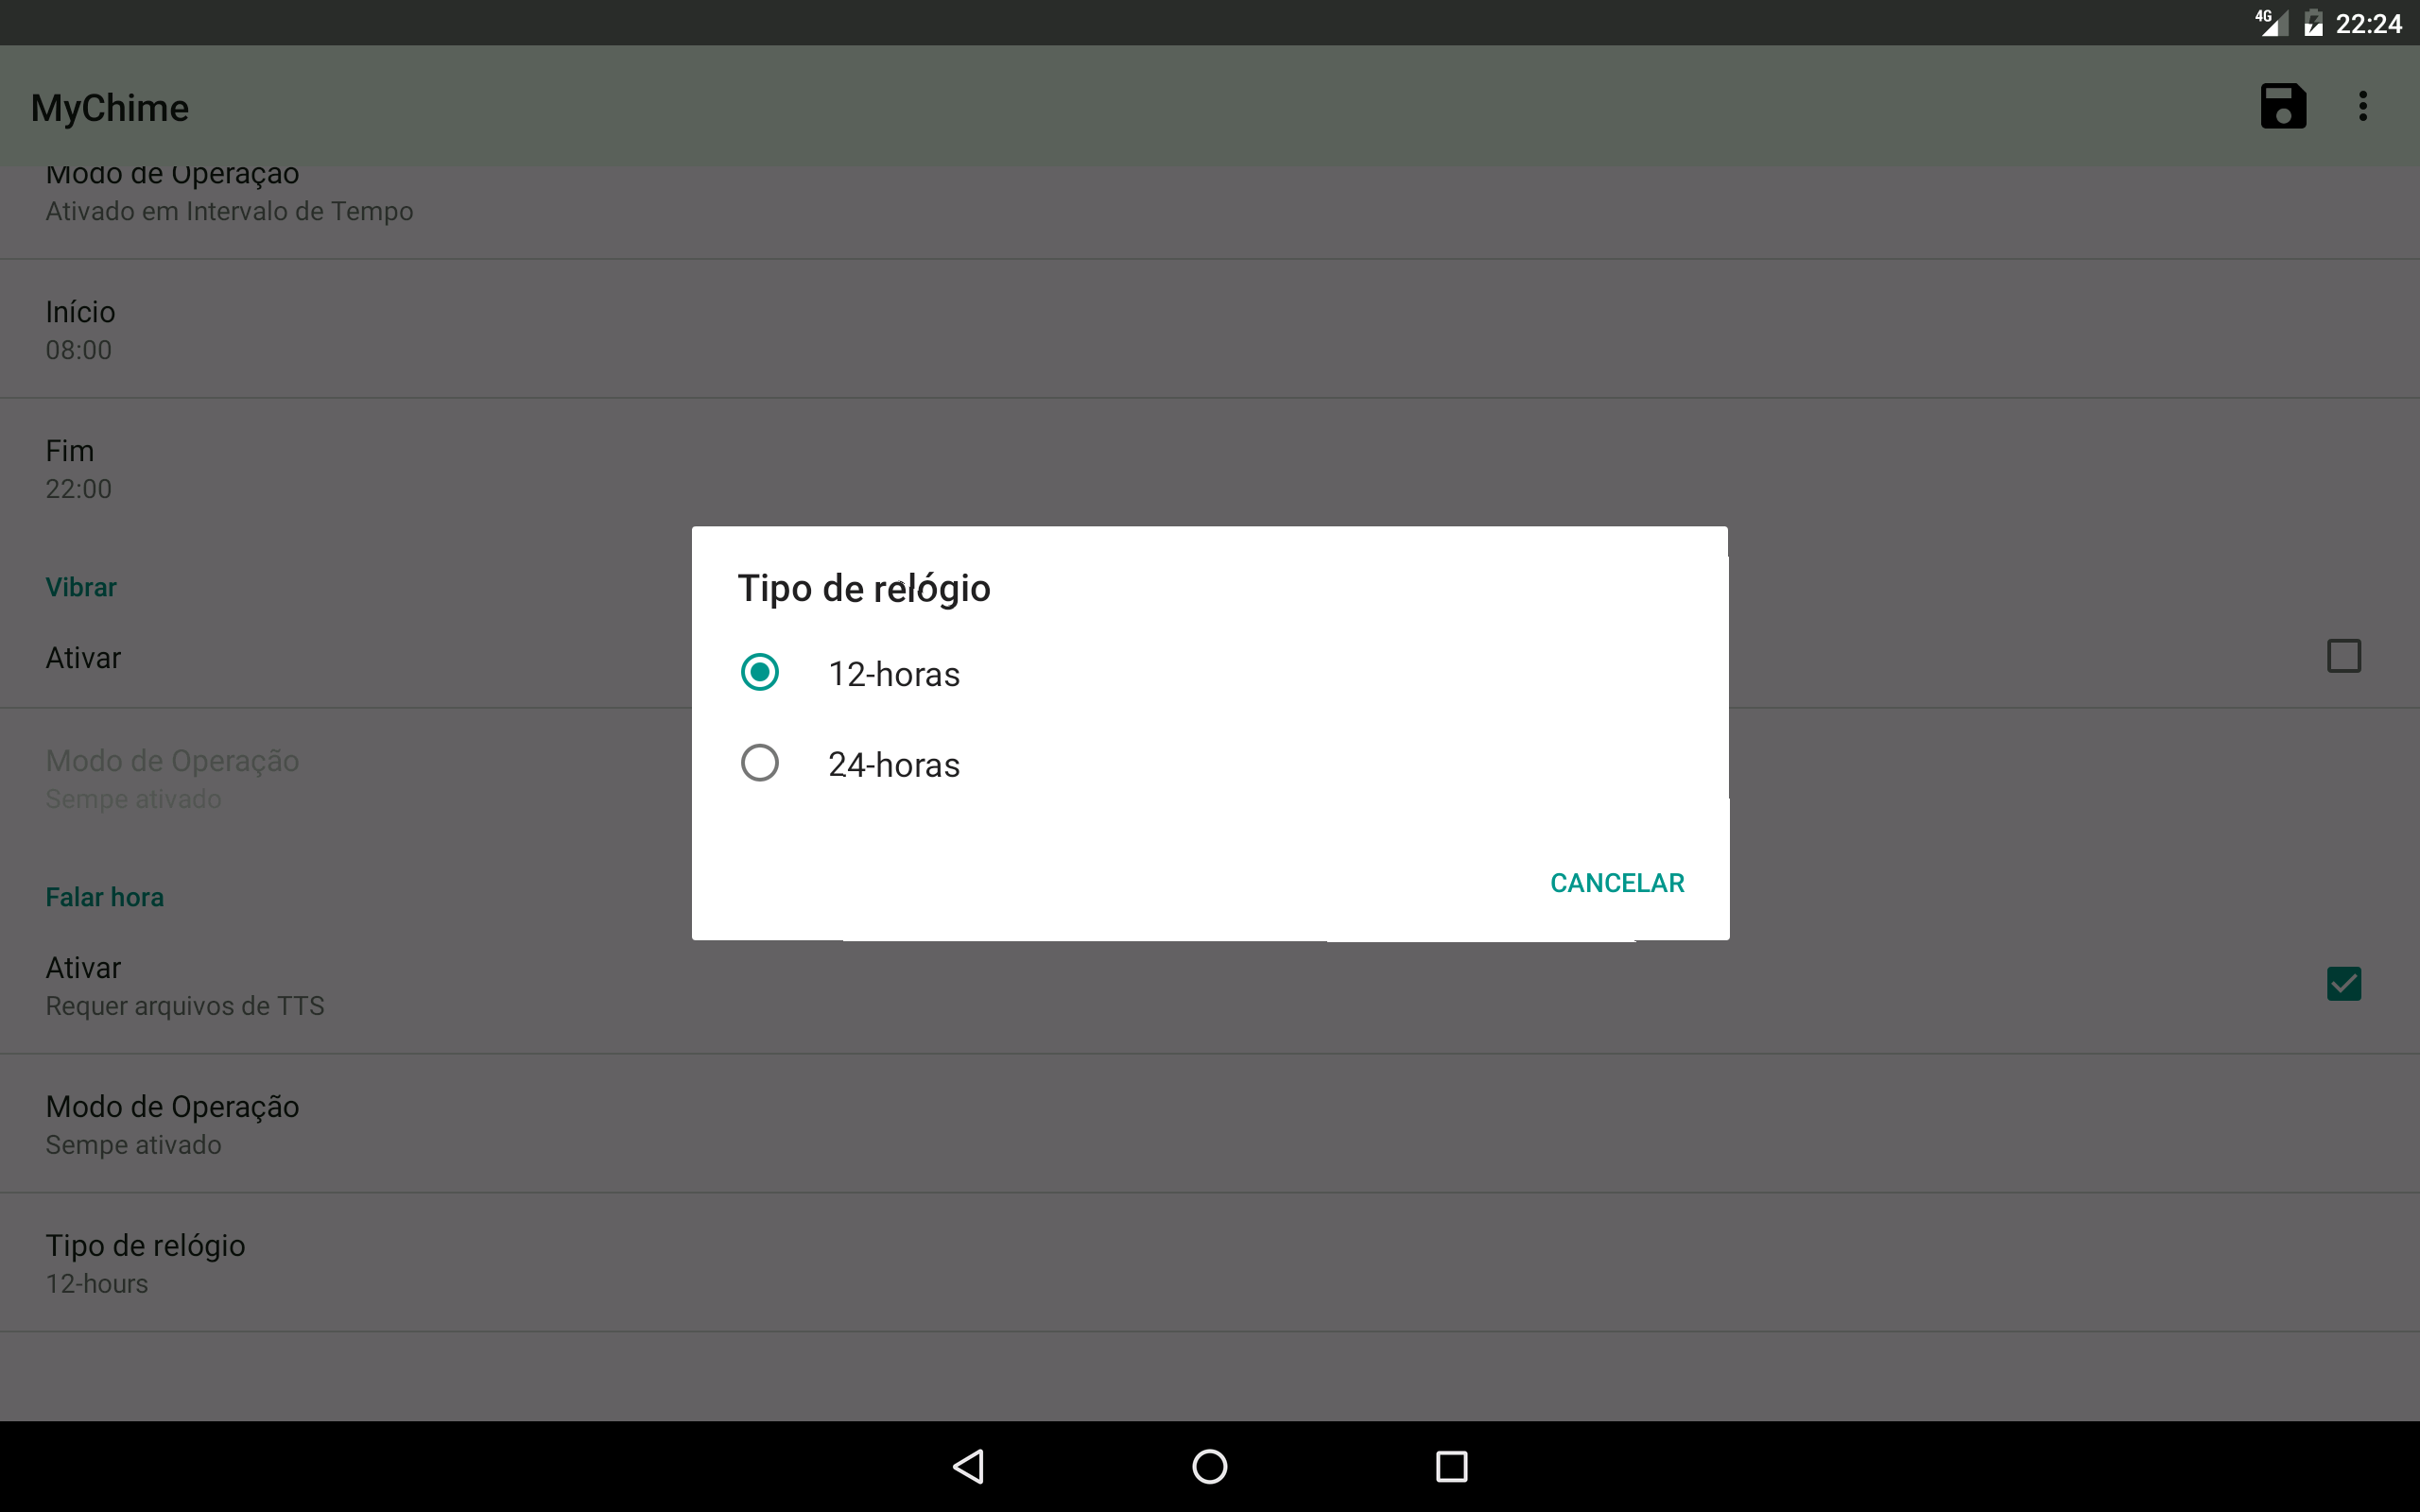 4G 22:24
MyChime
Modo de Operação
Ativado em Intervalo de Tempo
Início
08:00
Fim
22:00
Vibrar
Ativar
Modo de Operação
Sempe ativado
Falar hora
Ativar
Requer arquivos de TTS
Modo de Operação
Sempe ativado
Tipo de relógio
12-hours
Tipo de relógio
12-horas
24-horas
CANCELAR